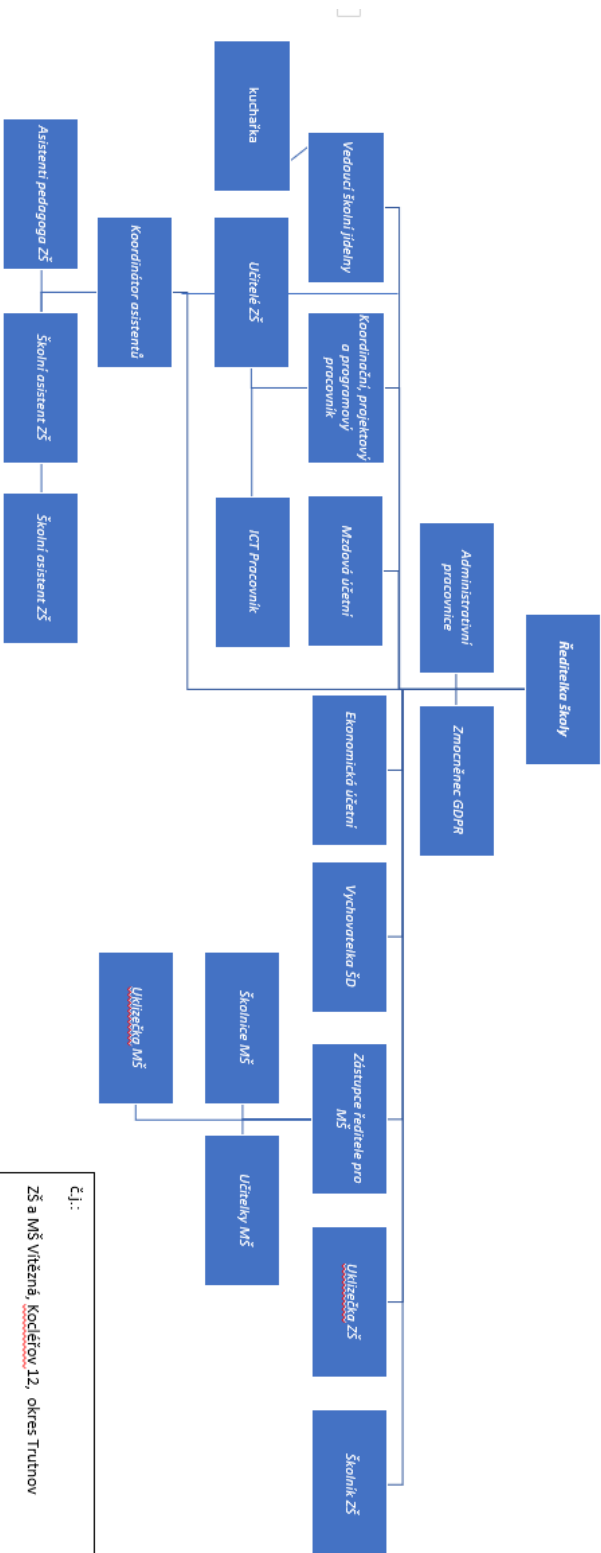 Ředitelka školy
Administrativní
pracovnice
Zmocněnec GDPR
Vedoucí školní jídelny
Koordinační, projektový
a programový
pracovník
Mzdová účetní
Ekonomická účetní
Vychovatelka ŠD
Zástupce ředitele pro
MŠ
Uklizečka ZŠ
Školník ZŠ
kuchařka
Učitelé ZŠ
ICT Pracovník
Školnice MŠ
Učitelky MŠ
Koordinátor asistentů
Uklizečka MŠ
Asistenti pedagoga ZŠ
Školní asistent ZŠ
Školní asistent ZŠ
č.j.:
ZŠ a MŠ Vítězná, Kocléřov 12, okres Trutnov